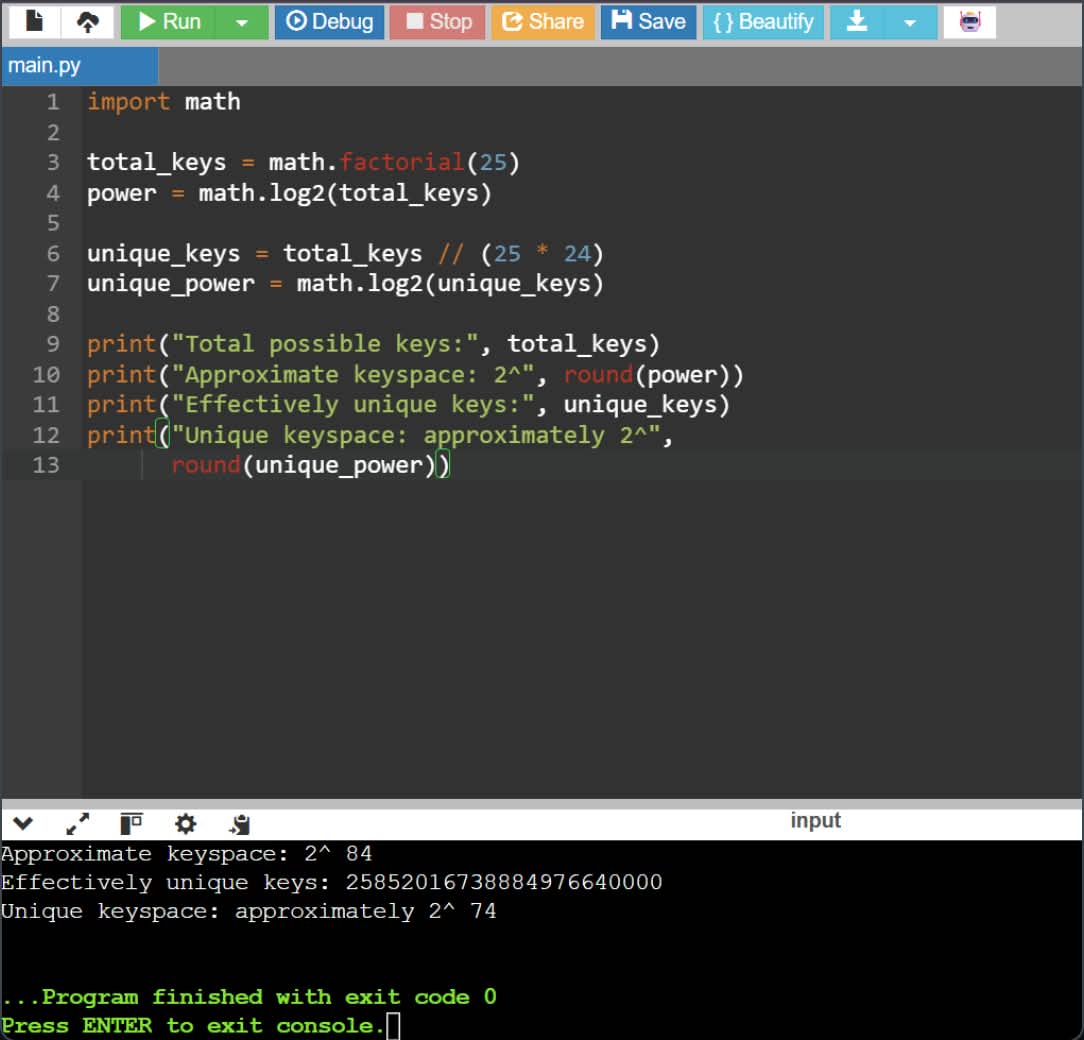 Run Debug Stop Share Save { } Beautify
main.py
1 import math
2
3 total_keys = math.factorial(25)
4 power = math.log2(total_keys)
5
6 unique_keys = total_keys // (25 * 24)
7 unique_power = math.log2(unique_keys)
8
9 print("Total possible keys:", total_keys)
10 print("Approximate keyspace: 2^", round(power))
11 print("Effectively unique keys:", unique_keys)
12 print("Unique keyspace: approximately 2^",
13 round(unique_power))
input
Approximate keyspace: 2^ 84
Effectively unique keys: 25852016738884976640000
Unique keyspace: approximately 2^ 74
...Program finished with exit code 0
Press ENTER to exit console.